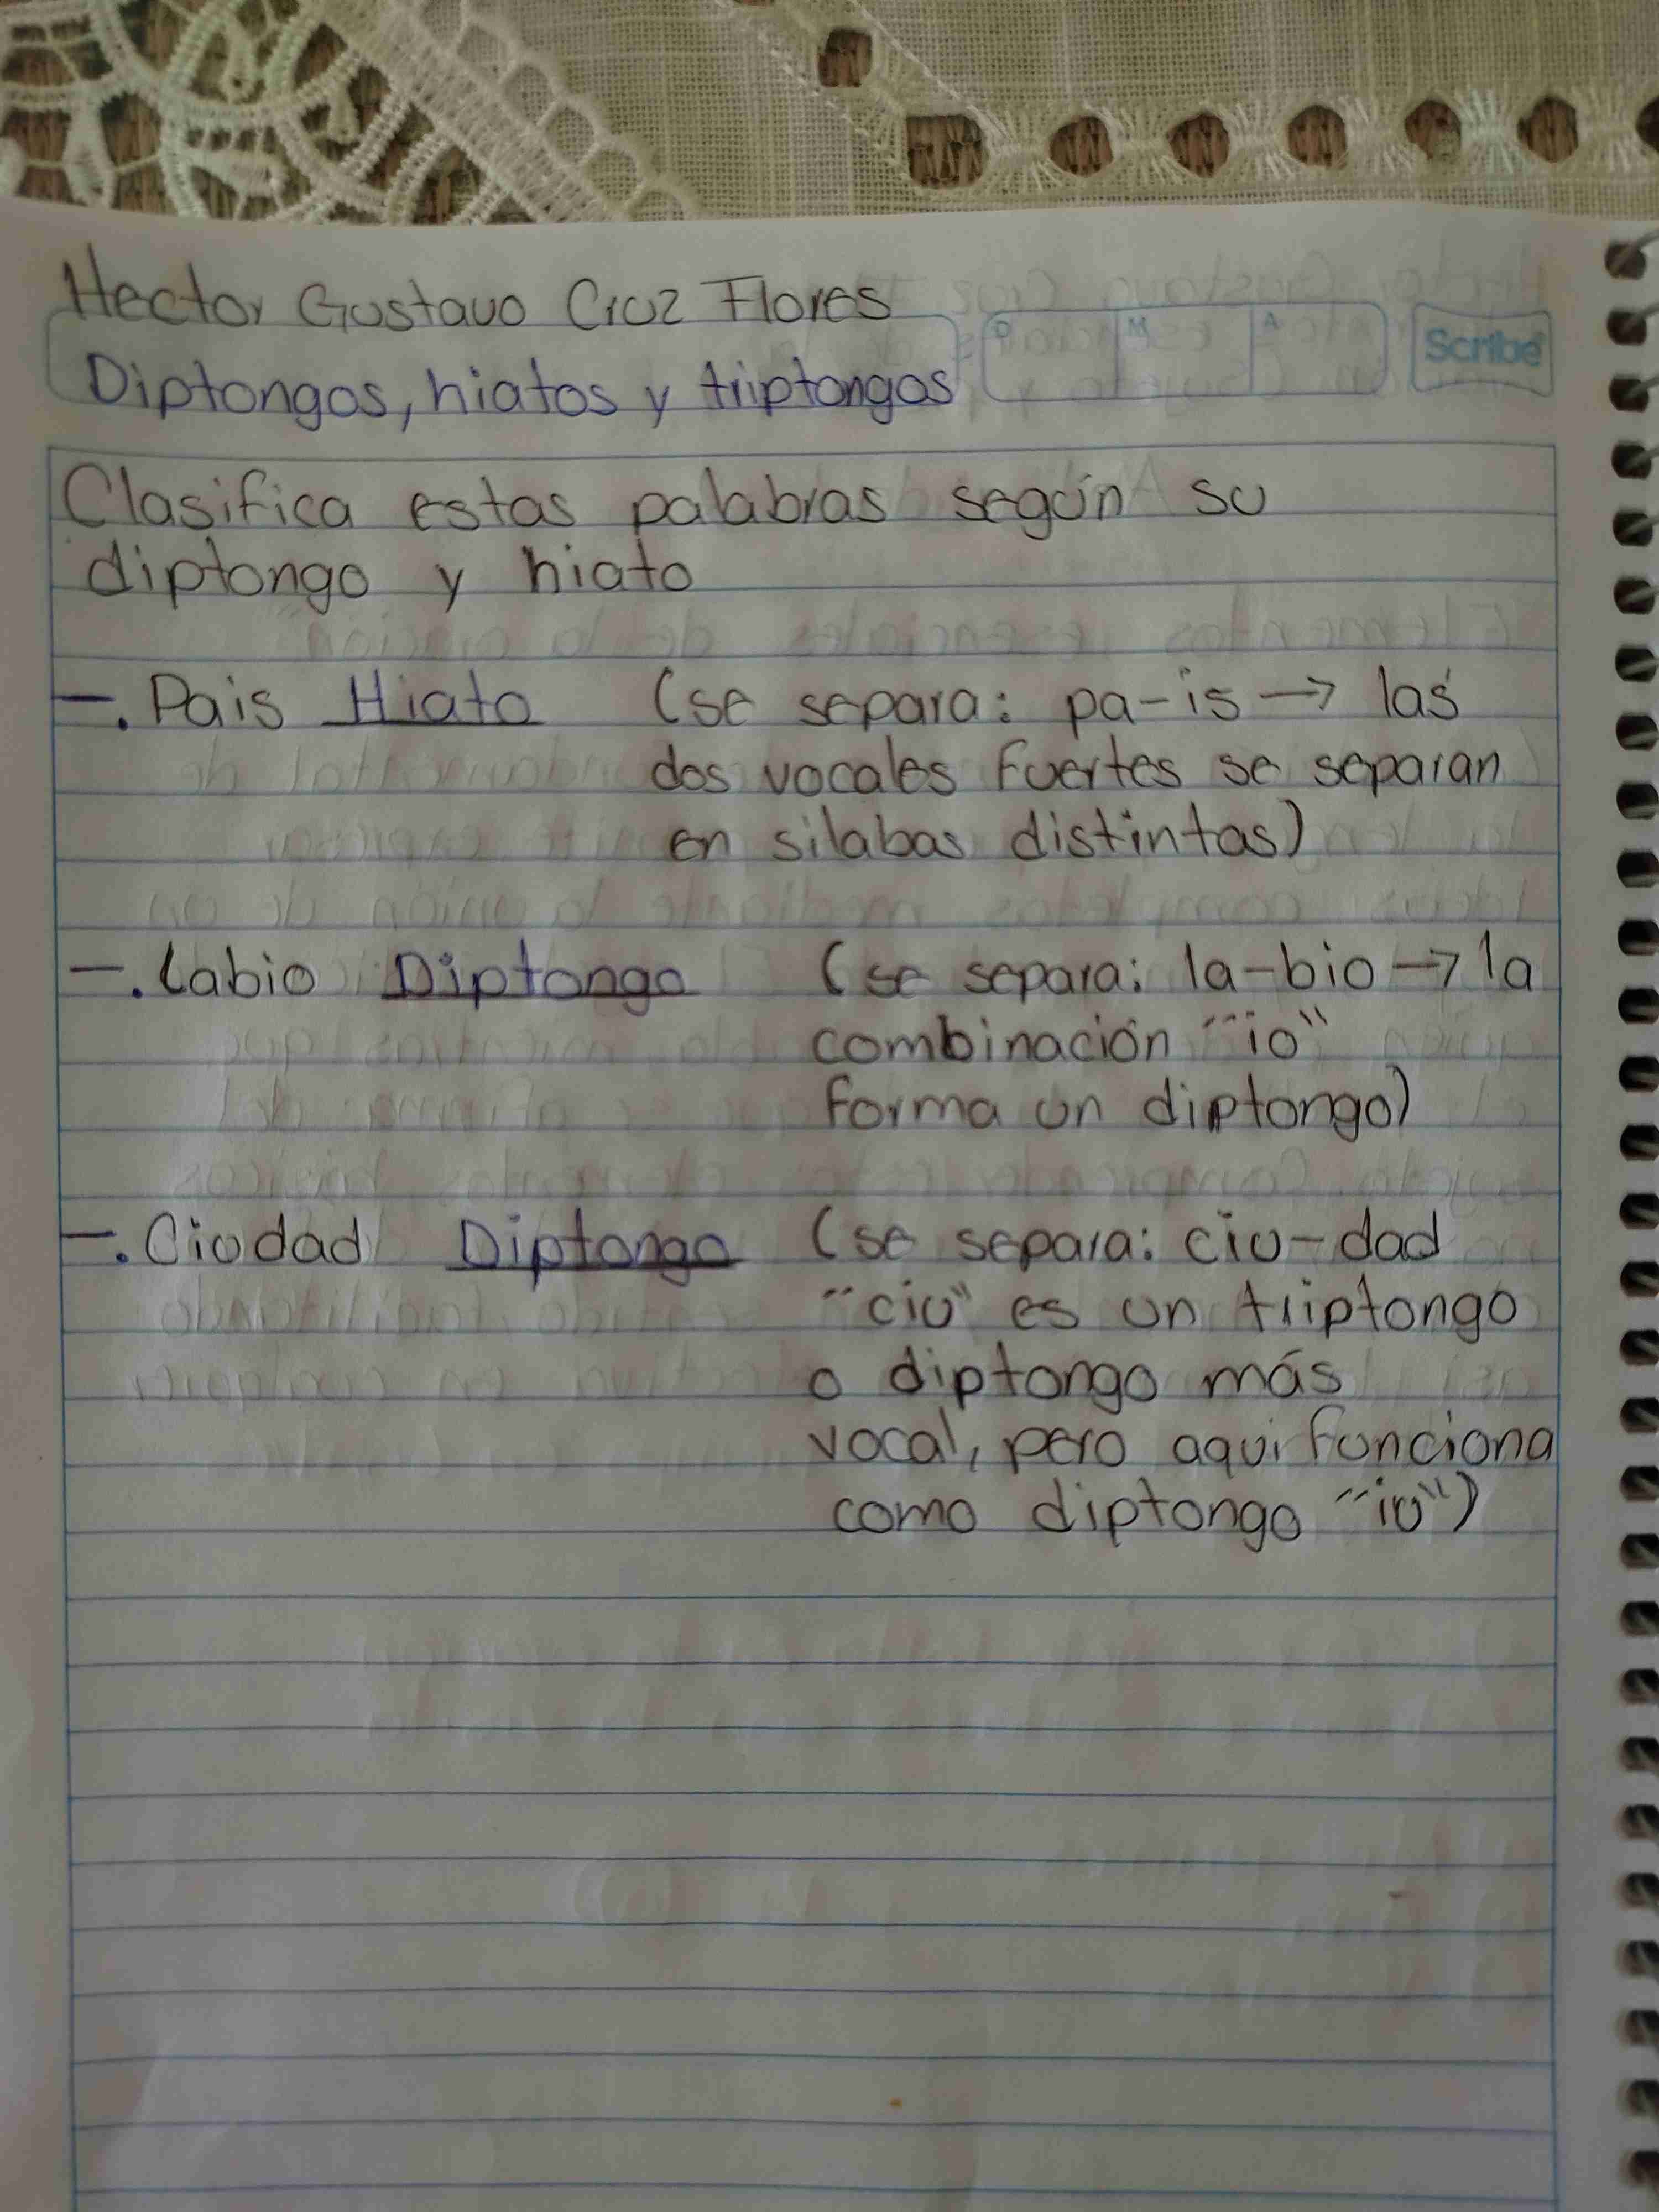 Hector Gustavo Cruz Flores
D M A Scribe
Diptongos, hiatos y triptongos
Clasifica estas palabras según su
diptongo y hiato
-. Pais Hiato (se separa: pa-is → las
dos vocales fuertes se separan
en silabas distintas)
-. Labio Diptongo (se separa: la-bio → la
combinación "io"
forma un diptongo)
-. Ciudad Diptongo (se separa: ciu-dad
"ciu" es un triptongo
o diptongo más
vocal, pero aqui funciona
como diptongo "iu")